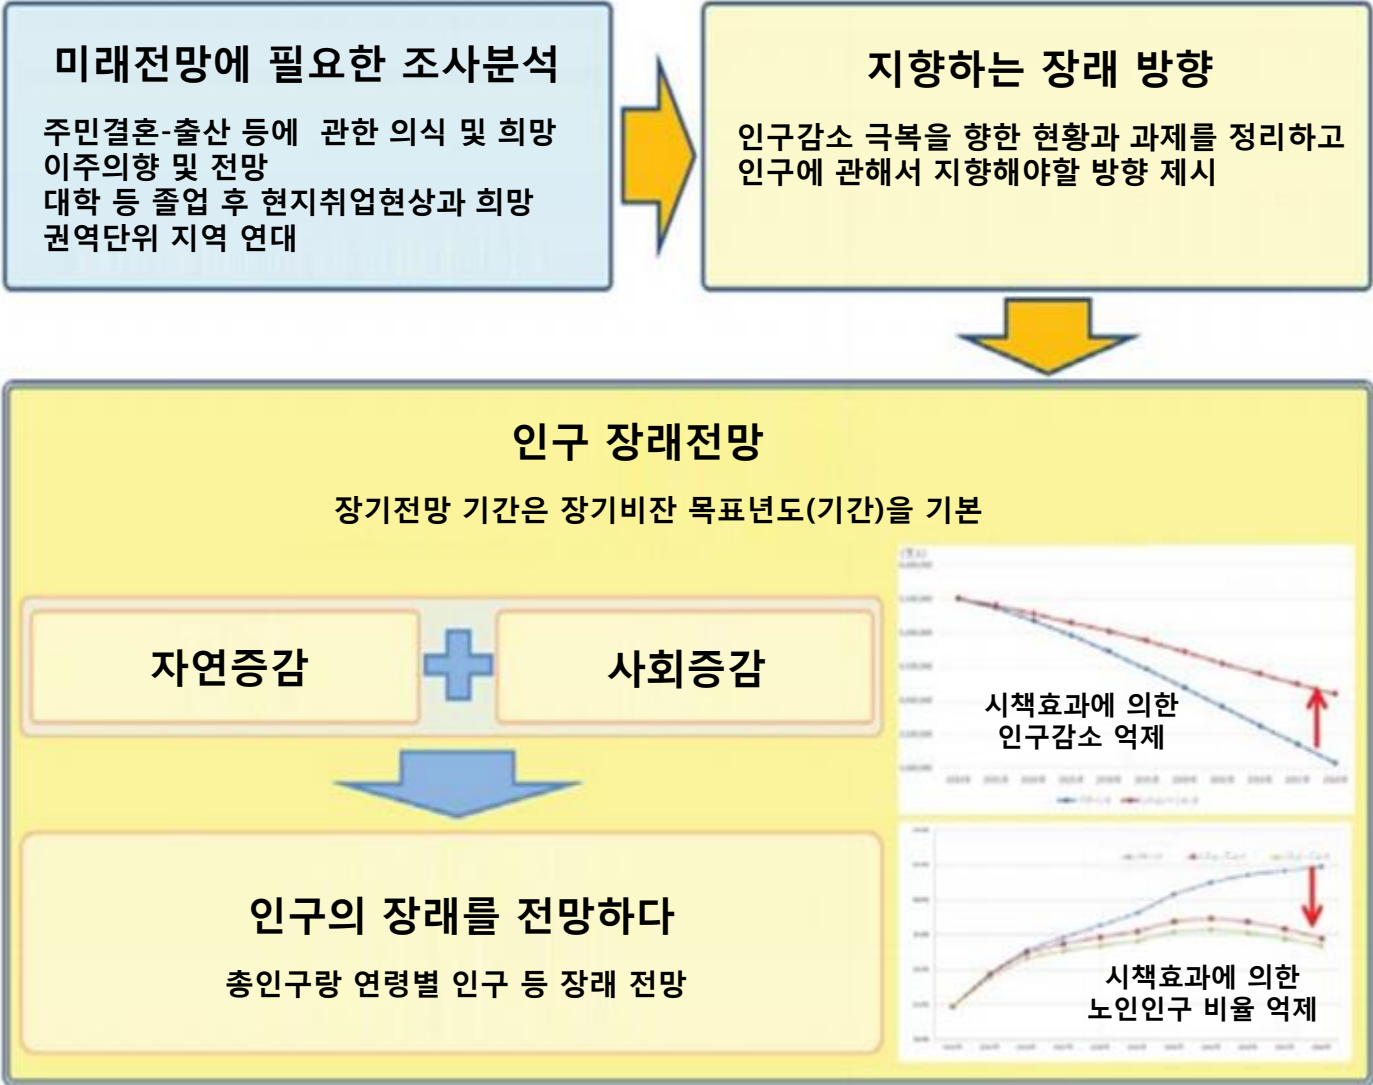 미래전망에 필요한 조사분석
주민결혼-출산 등에 관한 의식 및 희망
이주의향 및 전망
대학 등 졸업 후 현지취업현상과 희망
권역단위 지역 연대
지향하는 장래 방향
인구감소 극복을 향한 현황과 과제를 정리하고
인구에 관해서 지향해야할 방향 제시
인구 장래전망
장기전망 기간은 장기비잔 목표년도(기간)을 기본
자연증감
사회증감
시책효과에 의한
인구감소 억제
인구의 장래를 전망하다
총인구랑 연령별 인구 등 장래 전망
시책효과에 의한
노인인구 비율 억제